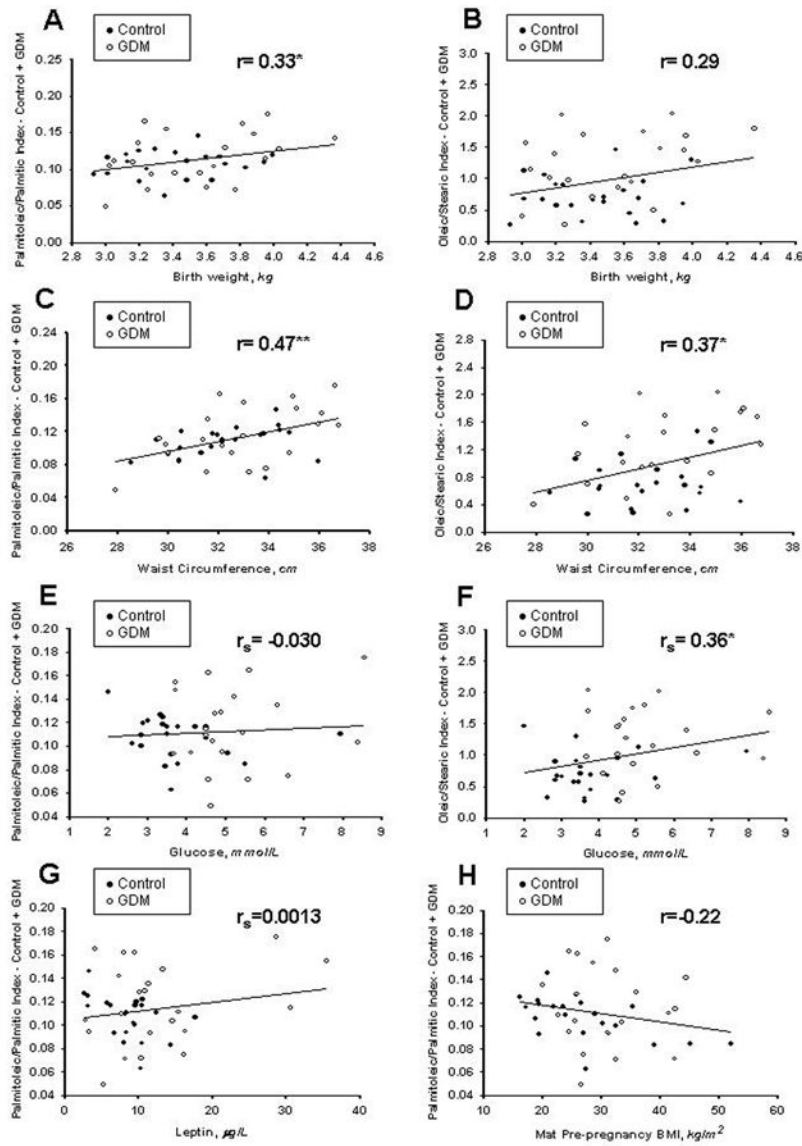 A
B
Control
GDM
r= 0.33*
Palmitoleic/Palmitic Index - Control + GDM
0.25
0.20
0.15
0.10
0.05
0.00
2.8 3.0 3.2 3.4 3.6 3.8 4.0 4.2 4.4 4.6
Birth weight, kg
Control
GDM
r= 0.29
Oleic/Stearic Index - Control + GDM
3.0
2.5
2.0
1.5
1.0
0.5
0.0
2.8 3.0 3.2 3.4 3.6 3.8 4.0 4.2 4.4 4.6
Birth weight, kg
C
D
Control
GDM
r= 0.47**
Palmitoleic/Palmitic Index - Control + GDM
0.24
0.20
0.16
0.12
0.08
0.04
0.00
26 28 30 32 34 36 38
Waist Circumference, cm
Control
GDM
r= 0.37*
Oleic/Stearic Index - Control + GDM
2.8
2.4
2.0
1.6
1.2
0.8
0.4
0.0
26 28 30 32 34 36 38
Waist Circumference, cm
E
F
Control
GDM
rs= -0.030
Palmitoleic/Palmitic Index - Control + GDM
0.20
0.18
0.16
0.14
0.12
0.10
0.08
0.06
0.04
1 2 3 4 5 6 7 8 9
Glucose, mmol/L
Control
GDM
rs= 0.36*
Oleic/Stearic Index - Control + GDM
3.0
2.5
2.0
1.5
1.0
0.5
0.0
1 2 3 4 5 6 7 8 9
Glucose, mmol/L
G
H
Control
GDM
rs=0.0013
Palmitoleic/Palmitic Index - Control + GDM
0.20
0.18
0.16
0.14
0.12
0.10
0.08
0.06
0.04
0 10 20 30 40
Leptin, µg/L
Control
GDM
r=-0.22
Palmitoleic/Palmitic Index - Control + GDM
0.20
0.18
0.16
0.14
0.12
0.10
0.08
0.06
0.04
10 20 30 40 50 60
Mat Pre-pregnancy BMI, kg/m²